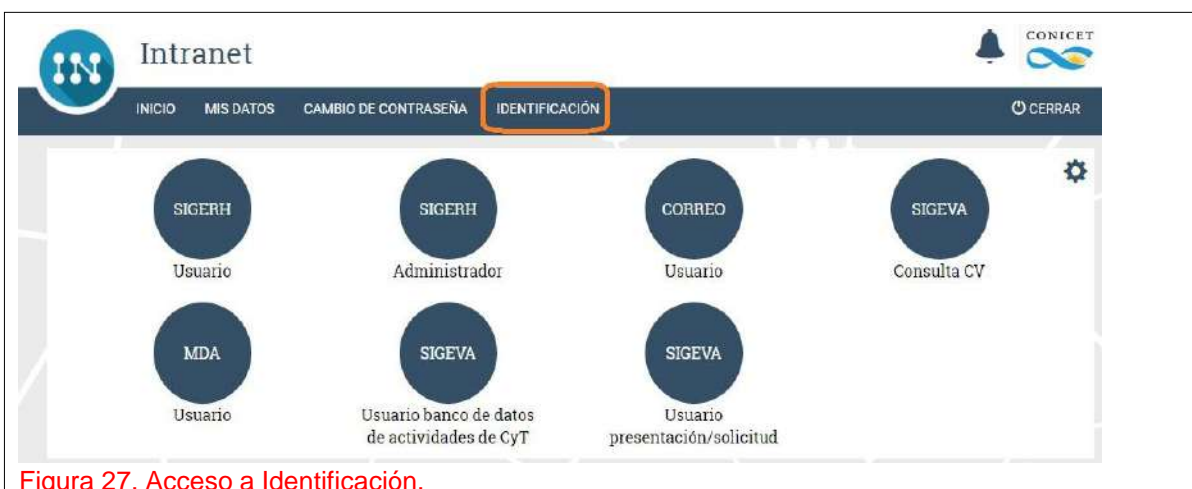 Intranet
CONICET
INICIO MIS DATOS CAMBIO DE CONTRASEÑA IDENTIFICACIÓN CERRAR
SIGERH SIGERH CORREO SIGEVA
Usuario Administrador Usuario Consulta CV
MDA SIGEVA SIGEVA
Usuario Usuario banco de datos Usuario
de actividades de CyT presentación/solicitud
Figura 27. Acceso a Identificación.